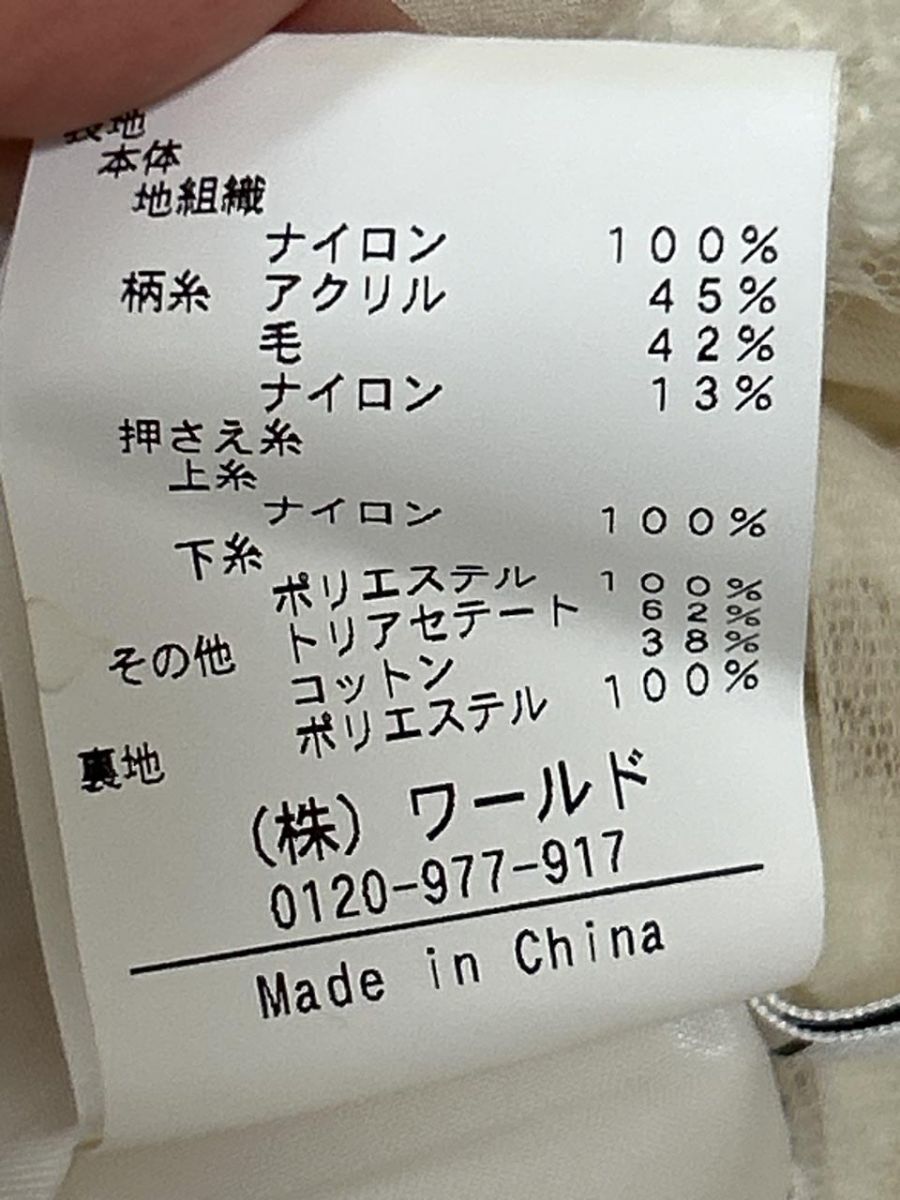 表地
本体
地組織
ナイロン 100%
柄糸 アクリル 45%
毛 42%
ナイロン 13%
押さえ糸
上糸
ナイロン 100%
下糸
ポリエステル 100%
その他 トリアセテート 62%
コットン 38%
裏地 ポリエステル 100%
(株) ワールド
0120-977-917
Made in China